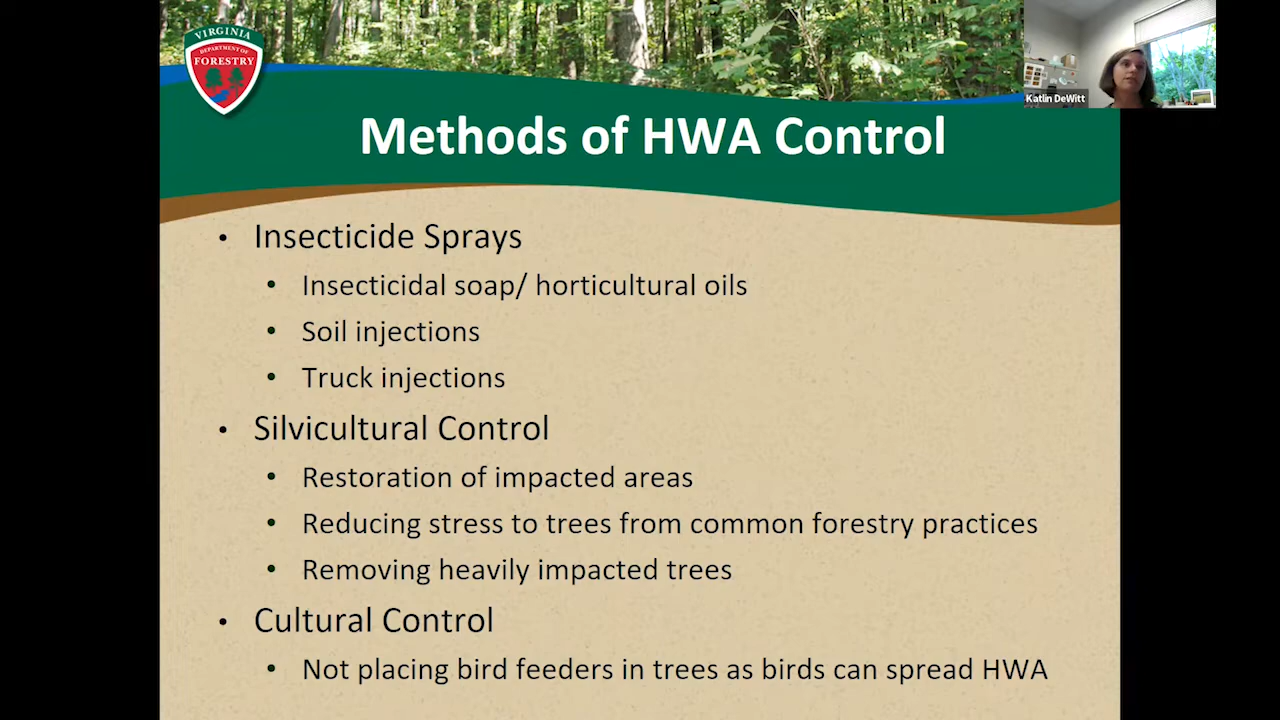 VIRGINIA
DEPARTMENT OF
FORESTRY
Katlin DeWitt
Methods of HWA Control
• Insecticide Sprays
• Insecticidal soap/ horticultural oils
• Soil injections
• Truck injections
• Silvicultural Control
• Restoration of impacted areas
• Reducing stress to trees from common forestry practices
• Removing heavily impacted trees
• Cultural Control
• Not placing bird feeders in trees as birds can spread HWA